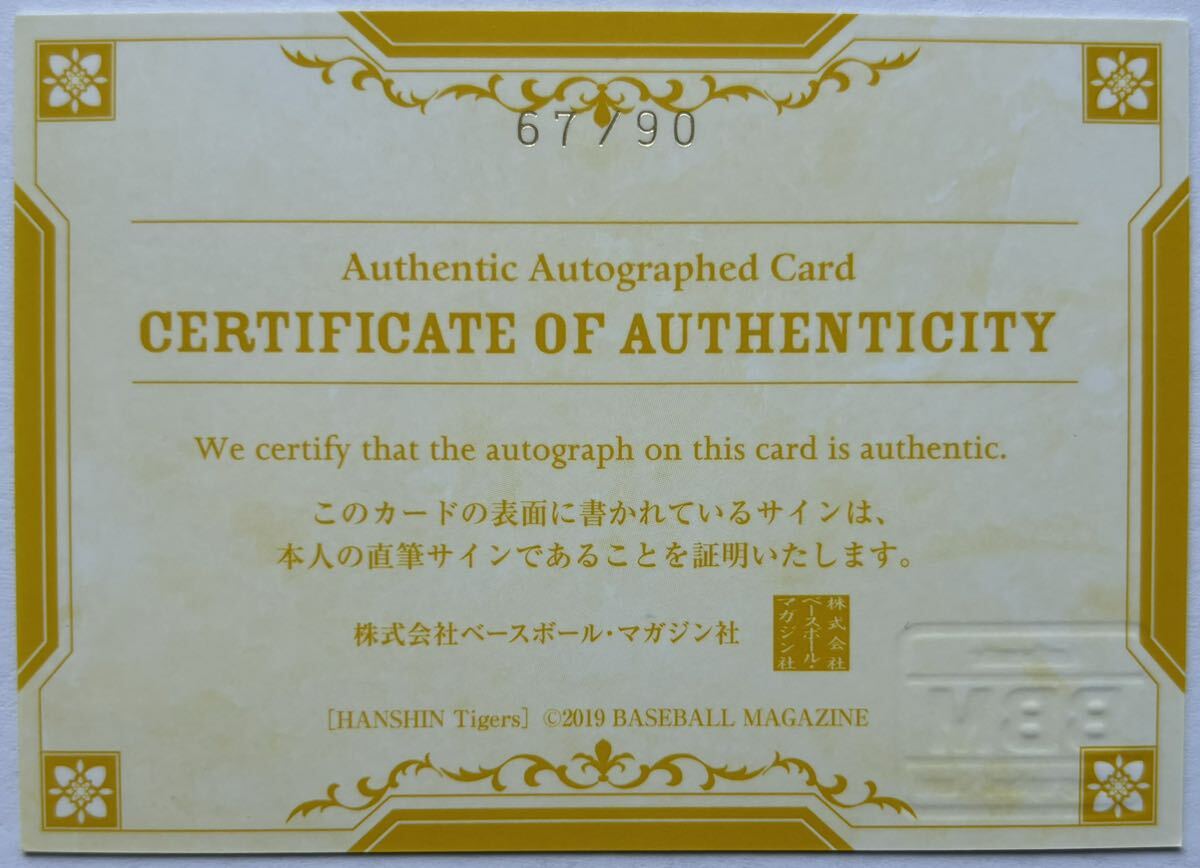 67/90
Authentic Autographed Card
CERTIFICATE OF AUTHENTICITY
We certify that the autograph on this card is authentic.
このカードの表面に書かれているサインは、
本人の直筆サインであることを証明いたします。
株式会社ベースボール・マガジン社
株式会社
ベースボール・
マガジン社
[HANSHIN Tigers] ©2019 BASEBALL MAGAZINE
BBM